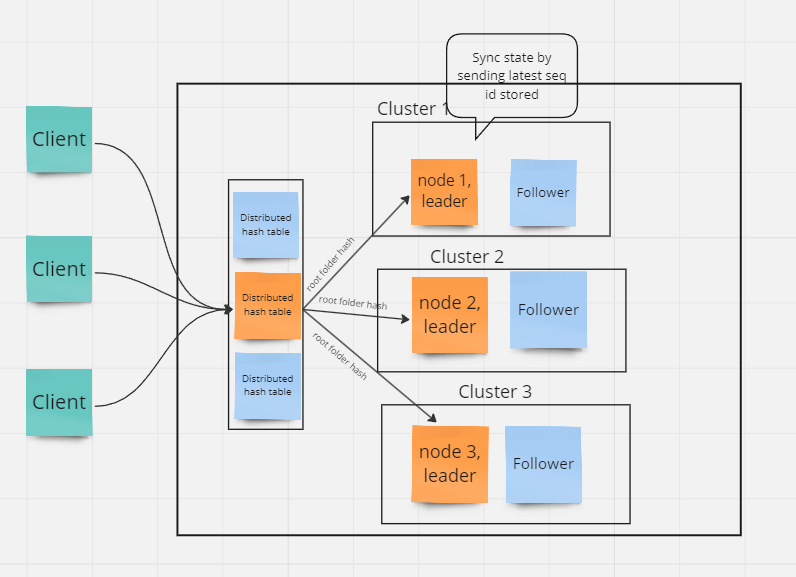 Sync state by
sending latest seq
id stored
Cluster 1
Client
node 1,
leader
Follower
Distributed
hash table
root folder hash
Cluster 2
Client
Distributed
hash table
root folder hash
node 2,
leader
Follower
root folder hash
Distributed
hash table
Cluster 3
Client
node 3,
leader
Follower